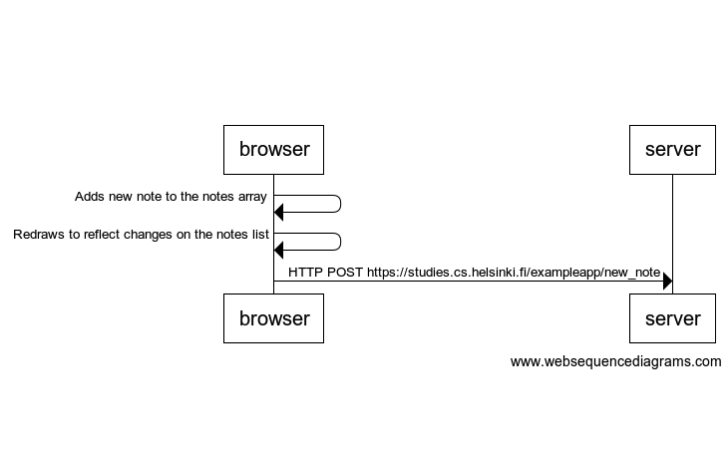 browser
server
Adds new note to the notes array
Redraws to reflect changes on the notes list
HTTP POST https://studies.cs.helsinki.fi/exampleapp/new_note
browser
server
www.websequencediagrams.com